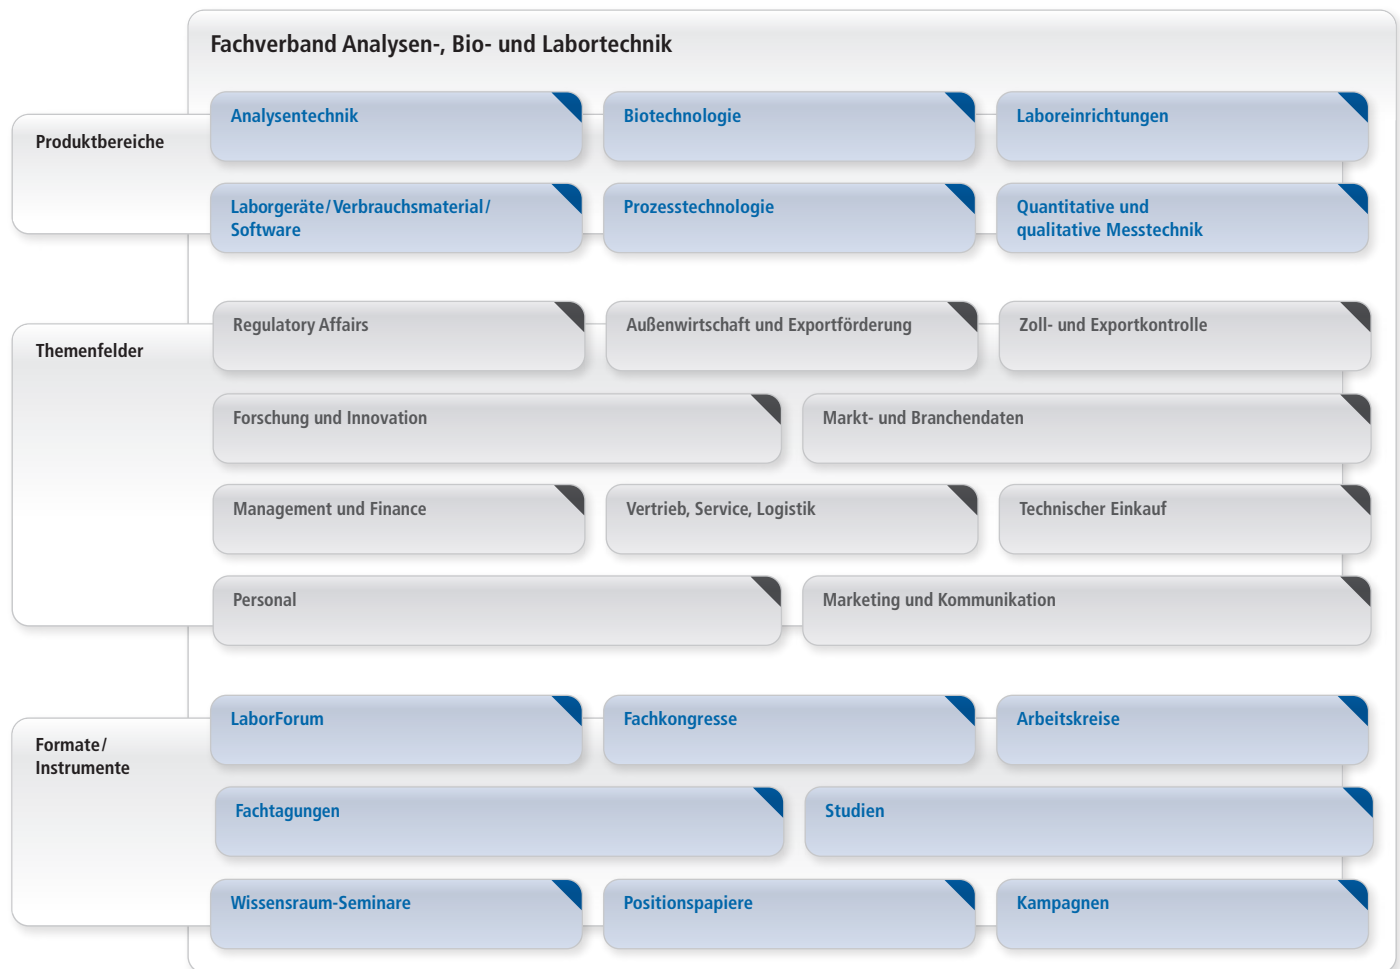 Fachverband Analysen-, Bio- und Labortechnik
Produktbereiche
Analysentechnik
Biotechnologie
Laboreinrichtungen
Laborgeräte/Verbrauchsmaterial/
Software
Prozesstechnologie
Quantitative und
qualitative Messtechnik
Themenfelder
Regulatory Affairs
Außenwirtschaft und Exportförderung
Zoll- und Exportkontrolle
Forschung und Innovation
Markt- und Branchendaten
Management und Finance
Vertrieb, Service, Logistik
Technischer Einkauf
Personal
Marketing und Kommunikation
Formate/
Instrumente
LaborForum
Fachkongresse
Arbeitskreise
Fachtagungen
Studien
Wissensraum-Seminare
Positionspapiere
Kampagnen